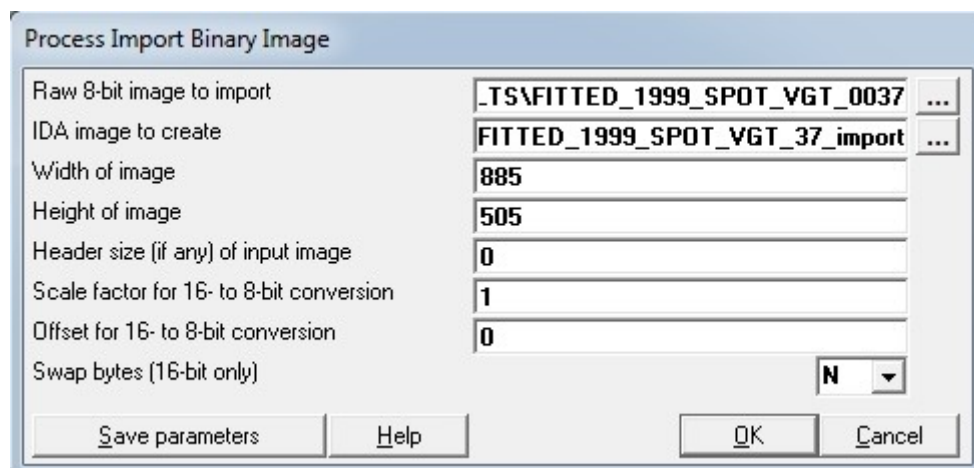 Process Import Binary Image
Raw 8-bit image to import _TS\FITTED_1999_SPOT_VGT_0037 ...
IDA image to create FITTED_1999_SPOT_VGT_37_import ...
Width of image 885
Height of image 505
Header size (if any) of input image 0
Scale factor for 16- to 8-bit conversion 1
Offset for 16- to 8-bit conversion 0
Swap bytes (16-bit only) N
Save parameters Help OK Cancel